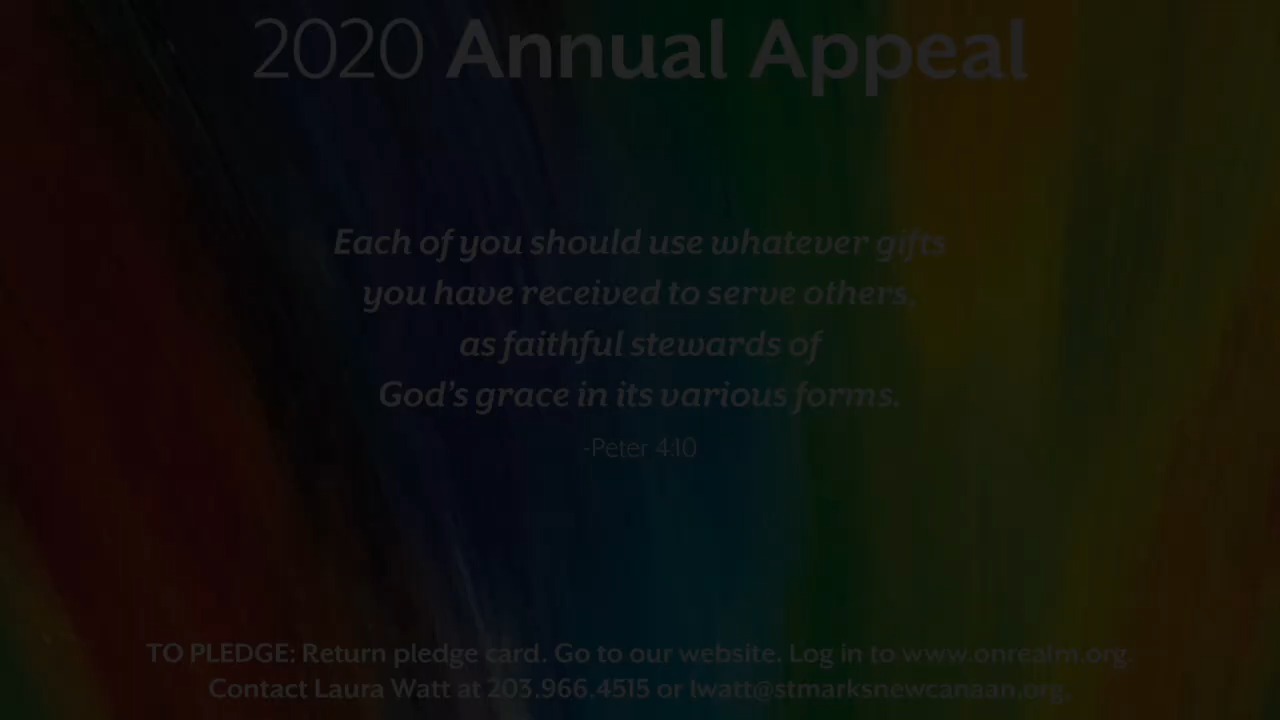 2020 Annual Appeal
Each of you should use whatever gifts
you have received to serve others,
as faithful stewards of
God's grace in its various forms.
-Peter 4:10
TO PLEDGE: Return pledge card. Go to our website. Log in to www.onrealm.org.
Contact Laura Watt at 203.966.4515 or lwatt@stmarksnewcanaan.org.